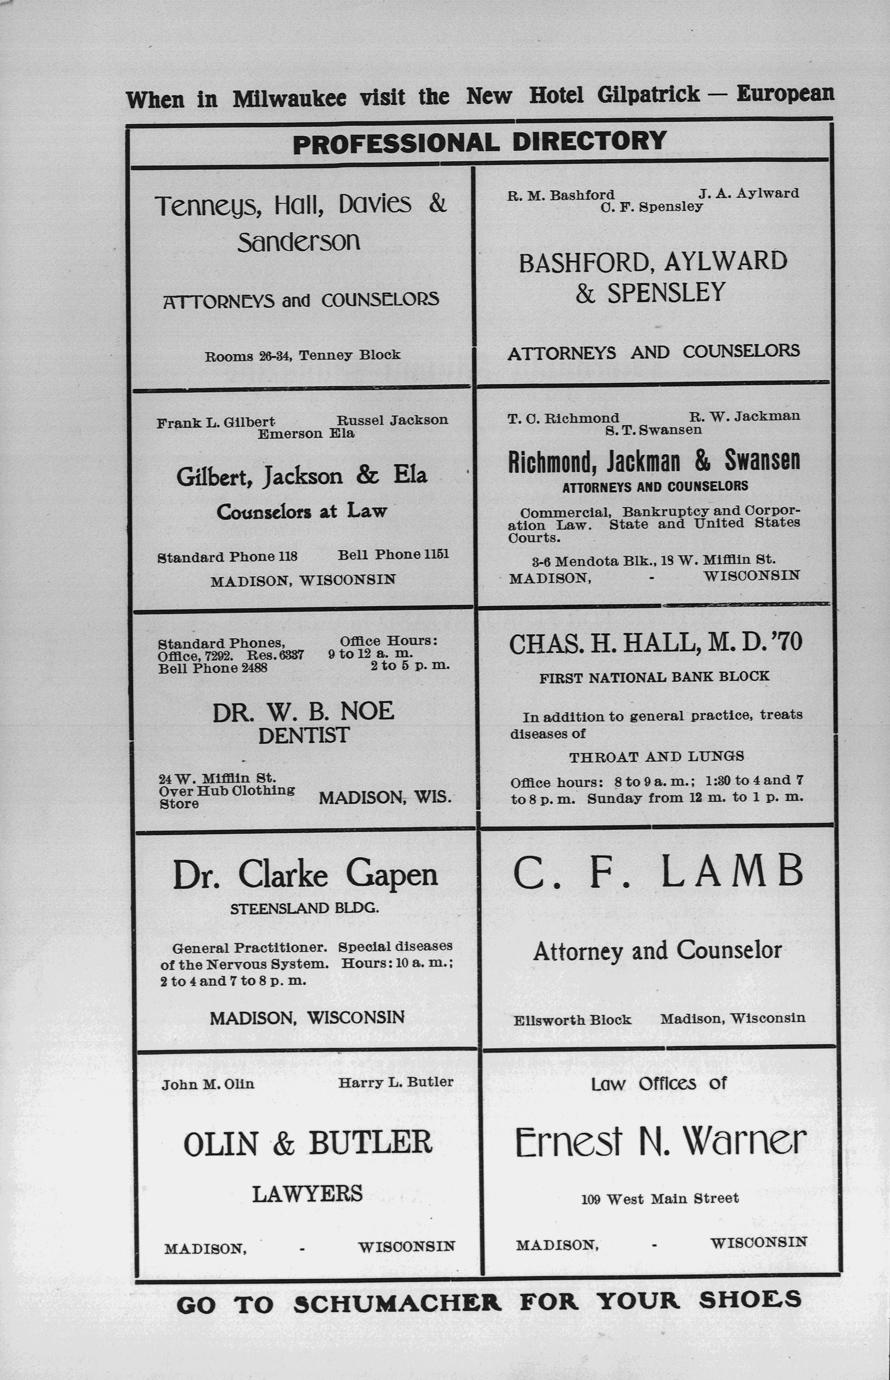 When in Milwaukee visit the New Hotel Gilpatrick — European
PROFESSIONAL DIRECTORY
Tenneys, Hall, Davies &
Sanderson
ATTORNEYS and COUNSELORS
Rooms 26-34, Tenney Block
R. M. Bashford J. A. Aylward
C. F. Spensley
BASHFORD, AYLWARD
& SPENSLEY
ATTORNEYS AND COUNSELORS
Frank L. Gilbert Russel Jackson
Emerson Ela
Gilbert, Jackson & Ela
Counselors at Law
Standard Phone 118 Bell Phone 1151
MADISON, WISCONSIN
T. C. Richmond R. W. Jackman
S. T. Swansen
Richmond, Jackman & Swansen
ATTORNEYS AND COUNSELORS
Commercial, Bankruptcy and Corpor-
ation Law. State and United States
Courts.
3-6 Mendota Blk., 18 W. Mifflin St.
MADISON, - WISCONSIN
Standard Phones, Office Hours:
Office, 7292. Res. 6337 9 to 12 a. m.
Bell Phone 2488 2 to 5 p. m.
DR. W. B. NOE
DENTIST
24 W. Mifflin St.
Over Hub Clothing
Store MADISON, WIS.
CHAS. H. HALL, M. D. '70
FIRST NATIONAL BANK BLOCK
In addition to general practice, treats
diseases of
THROAT AND LUNGS
Office hours: 8 to 9 a. m.; 1:30 to 4 and 7
to 8 p. m. Sunday from 12 m. to 1 p. m.
Dr. Clarke Gapen
STEENSLAND BLDG.
General Practitioner. Special diseases
of the Nervous System. Hours: 10 a. m.;
2 to 4 and 7 to 8 p. m.
MADISON, WISCONSIN
C. F. LAMB
Attorney and Counselor
Ellsworth Block Madison, Wisconsin
John M. Olin Harry L. Butler
OLIN & BUTLER
LAWYERS
MADISON, - WISCONSIN
Law Offices of
Ernest N. Warner
109 West Main Street
MADISON, - WISCONSIN
GO TO SCHUMACHER FOR YOUR SHOES